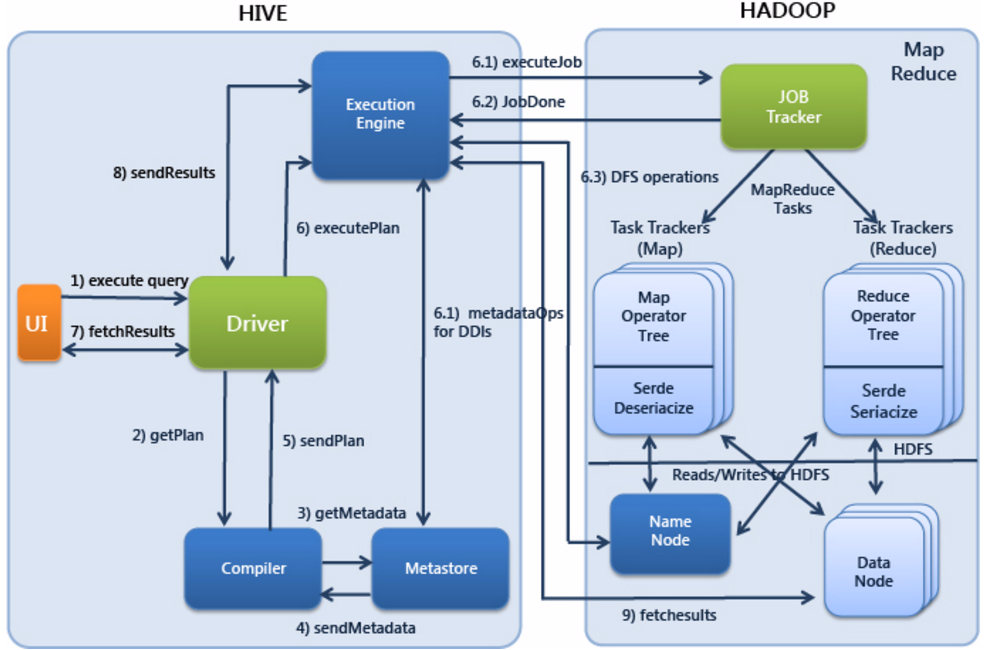 HIVE
HADOOP
Map
Reduce
Execution
Engine
6.1) executeJob
6.2) JobDone
JOB
Tracker
8) sendResults
6.3) DFS operations
MapReduce
Tasks
6) executePlan
Task Trackers
(Map)
Task Trackers
(Reduce)
1) execute query
UI
7) fetchResults
Driver
6.1) metadataOps
for DDIs
Map
Operator
Tree
Serde
Deseriacize
Reduce
Operator
Tree
Serde
Seriacize
2) getPlan
5) sendPlan
HDFS
Reads/Writes to HDFS
3) getMetadata
Compiler
Metastore
4) sendMetadata
Name
Node
Data
Node
9) fetchesults